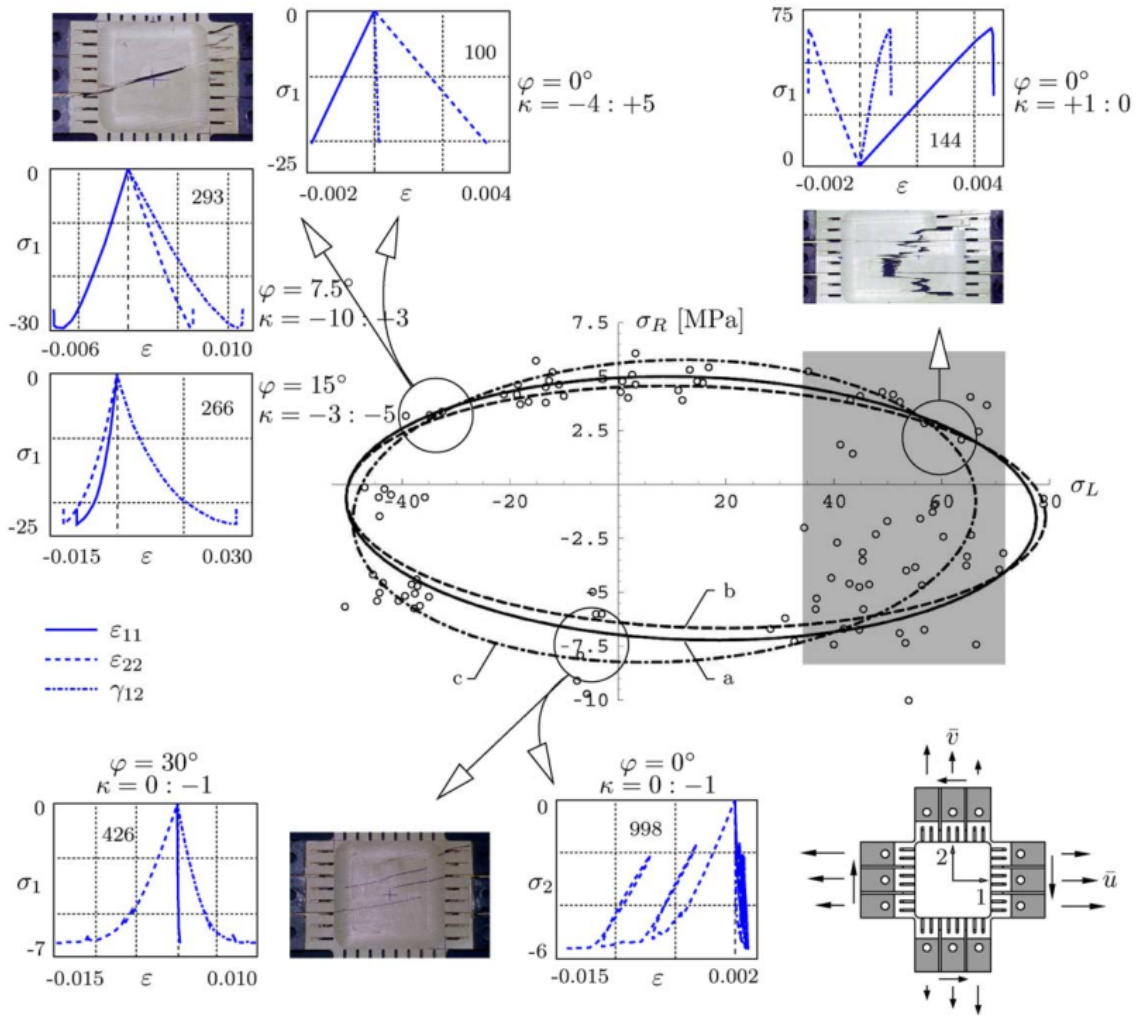 0
σ₁
-25
100
-0.002 ε 0.004
φ = 0°
κ = −4 : +5
75
σ₁
0
144
-0.002 ε 0.004
φ = 0°
κ = +1 : 0
0
σ₁
-30
293
-0.006 ε 0.010
φ = 7.5°
κ = −10 : +3
0
σ₁
-25
266
-0.015 ε 0.030
φ = 15°
κ = −3 : −5
σ_R [MPa]
7.5
5
2.5
-40 -20 20 40 60 σ_L
-2.5
-5
-7.5
-10
b
c
a
ε₁₁
ε₂₂
γ₁₂
φ = 30°
κ = 0 : −1
0
426
σ₁
-7
-0.015 ε 0.010
φ = 0°
κ = 0 : −1
0
998
σ₂
-6
-0.015 ε 0.002
v̄
2
1
ū